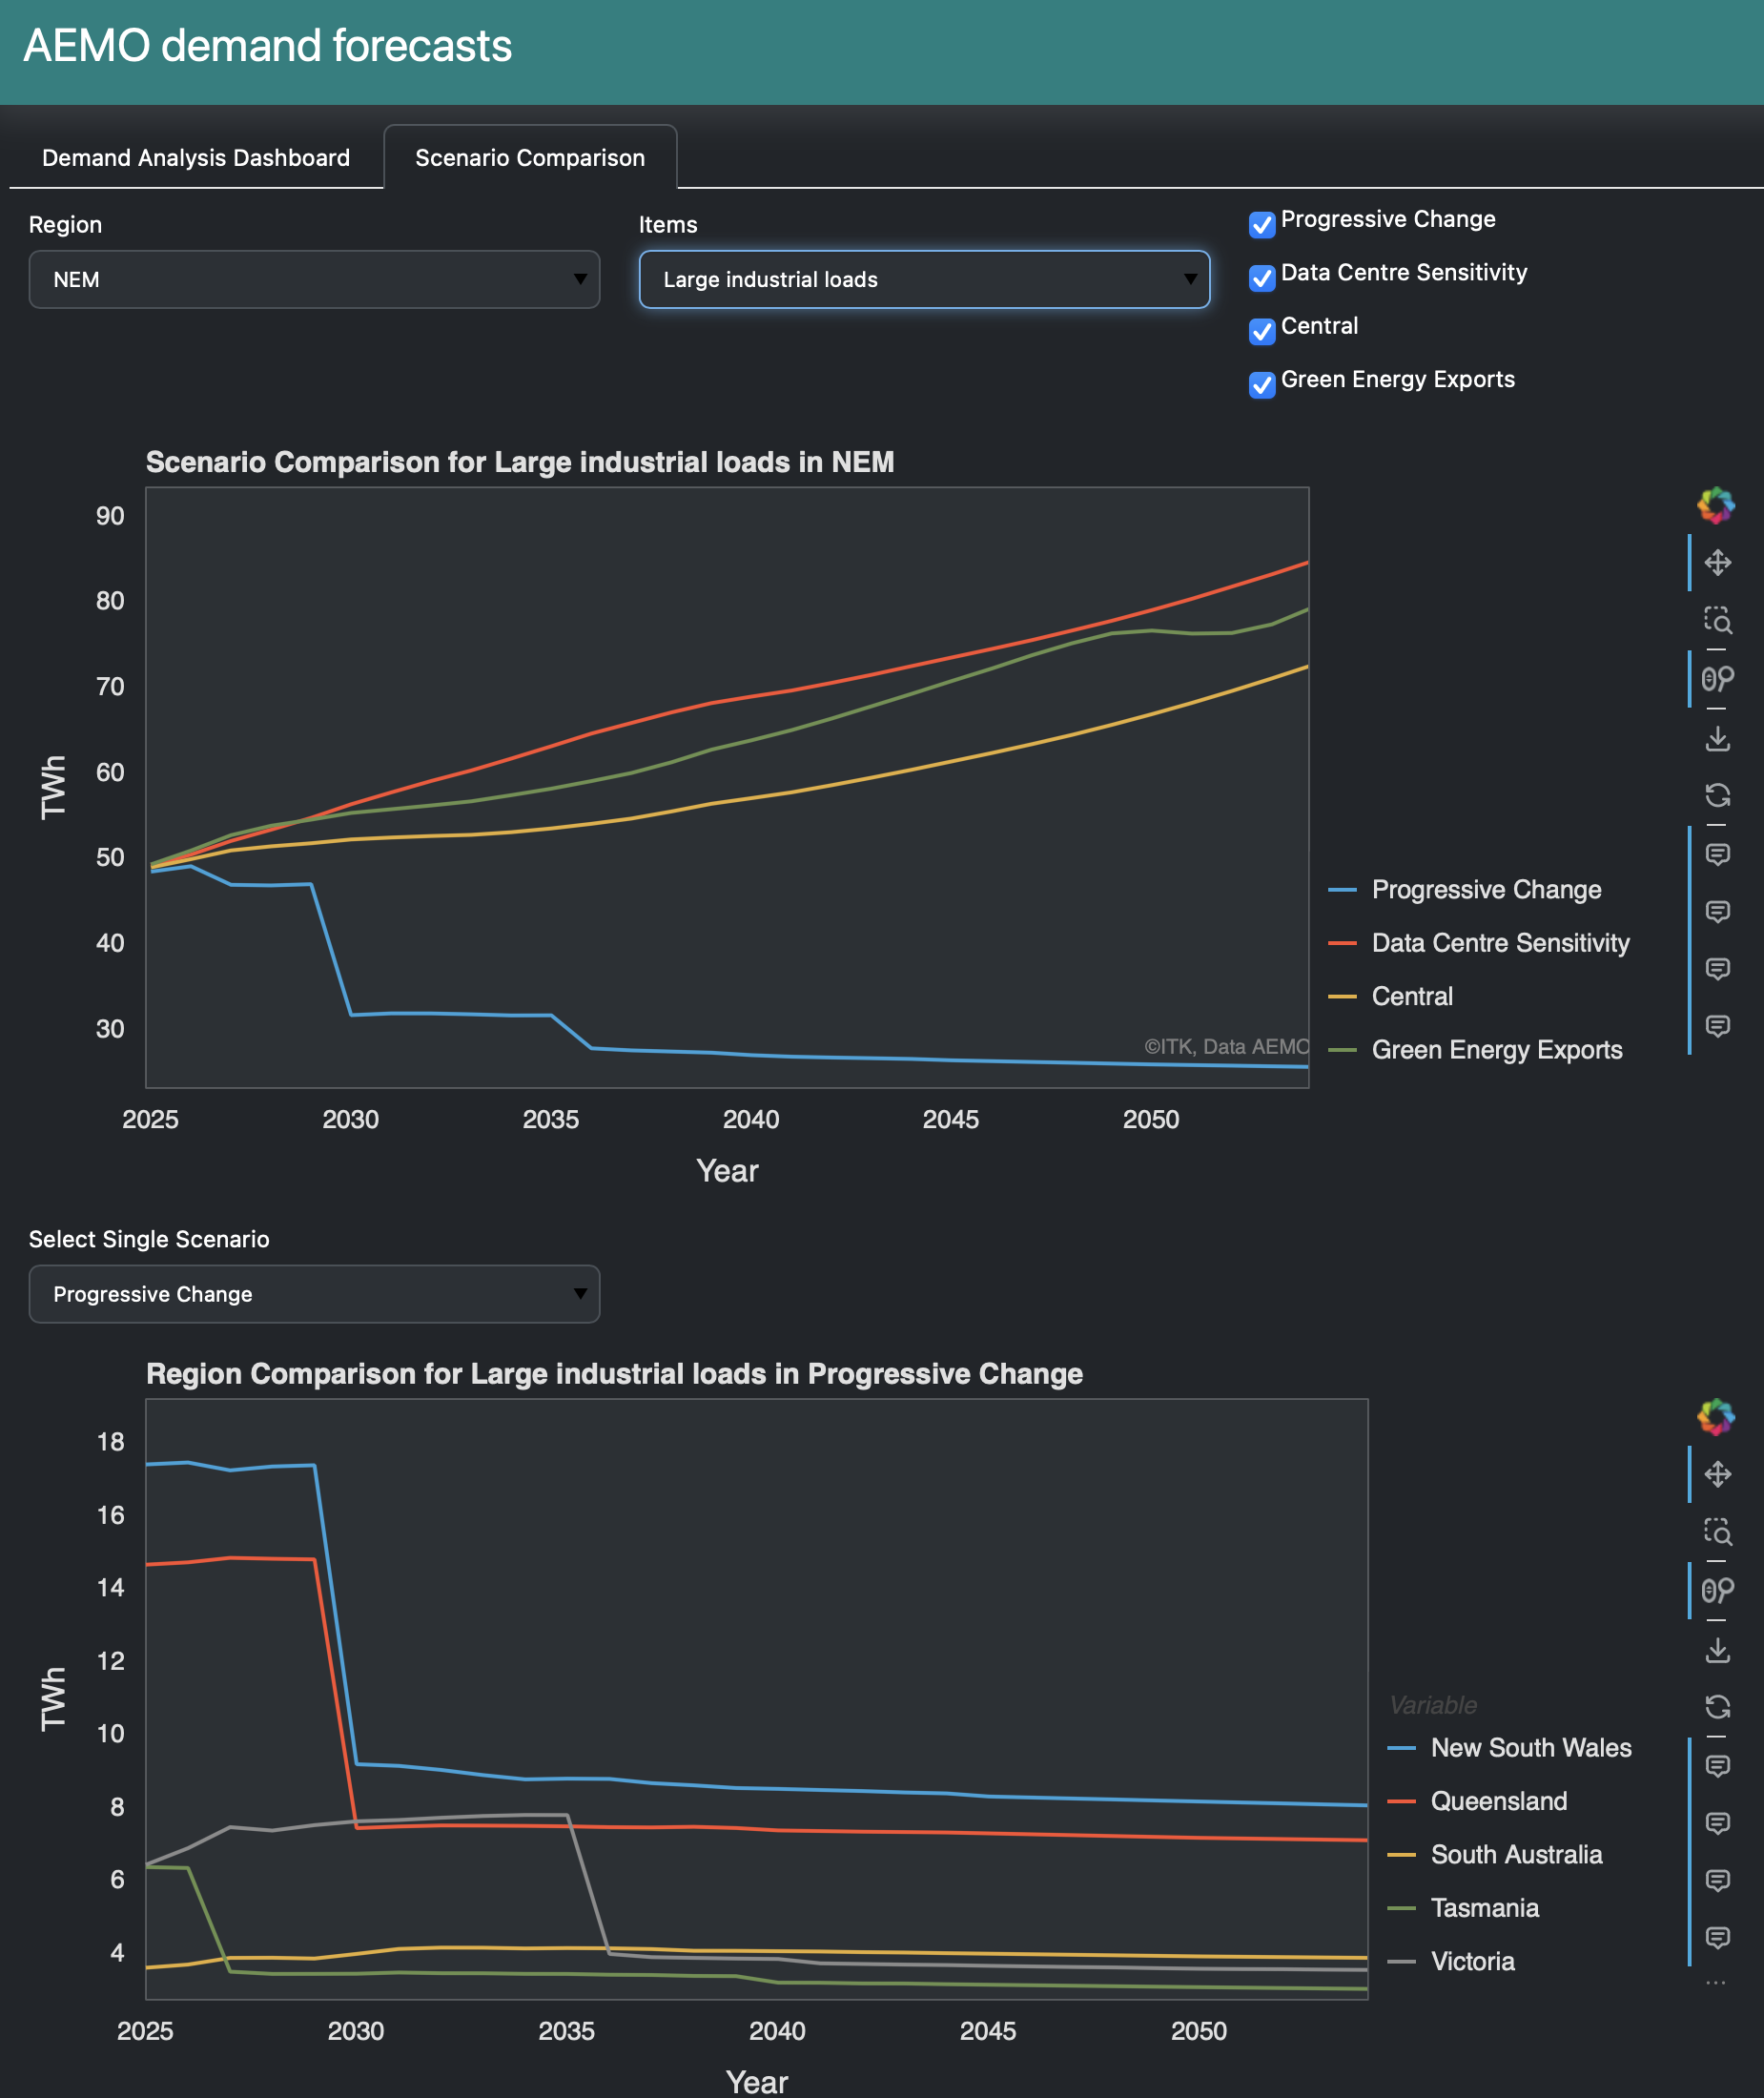 AEMO demand forecasts
Demand Analysis Dashboard
Scenario Comparison
Region
NEM
Items
Large industrial loads
Progressive Change
Data Centre Sensitivity
Central
Green Energy Exports
Scenario Comparison for Large industrial loads in NEM
90
80
70
60
50
40
30
TWh
©ITK, Data AEMO
Progressive Change
Data Centre Sensitivity
Central
Green Energy Exports
2025 2030 2035 2040 2045 2050
Year
Select Single Scenario
Progressive Change
Region Comparison for Large industrial loads in Progressive Change
18
16
14
12
10
8
6
4
TWh
Variable
New South Wales
Queensland
South Australia
Tasmania
Victoria
2025 2030 2035 2040 2045 2050
Year